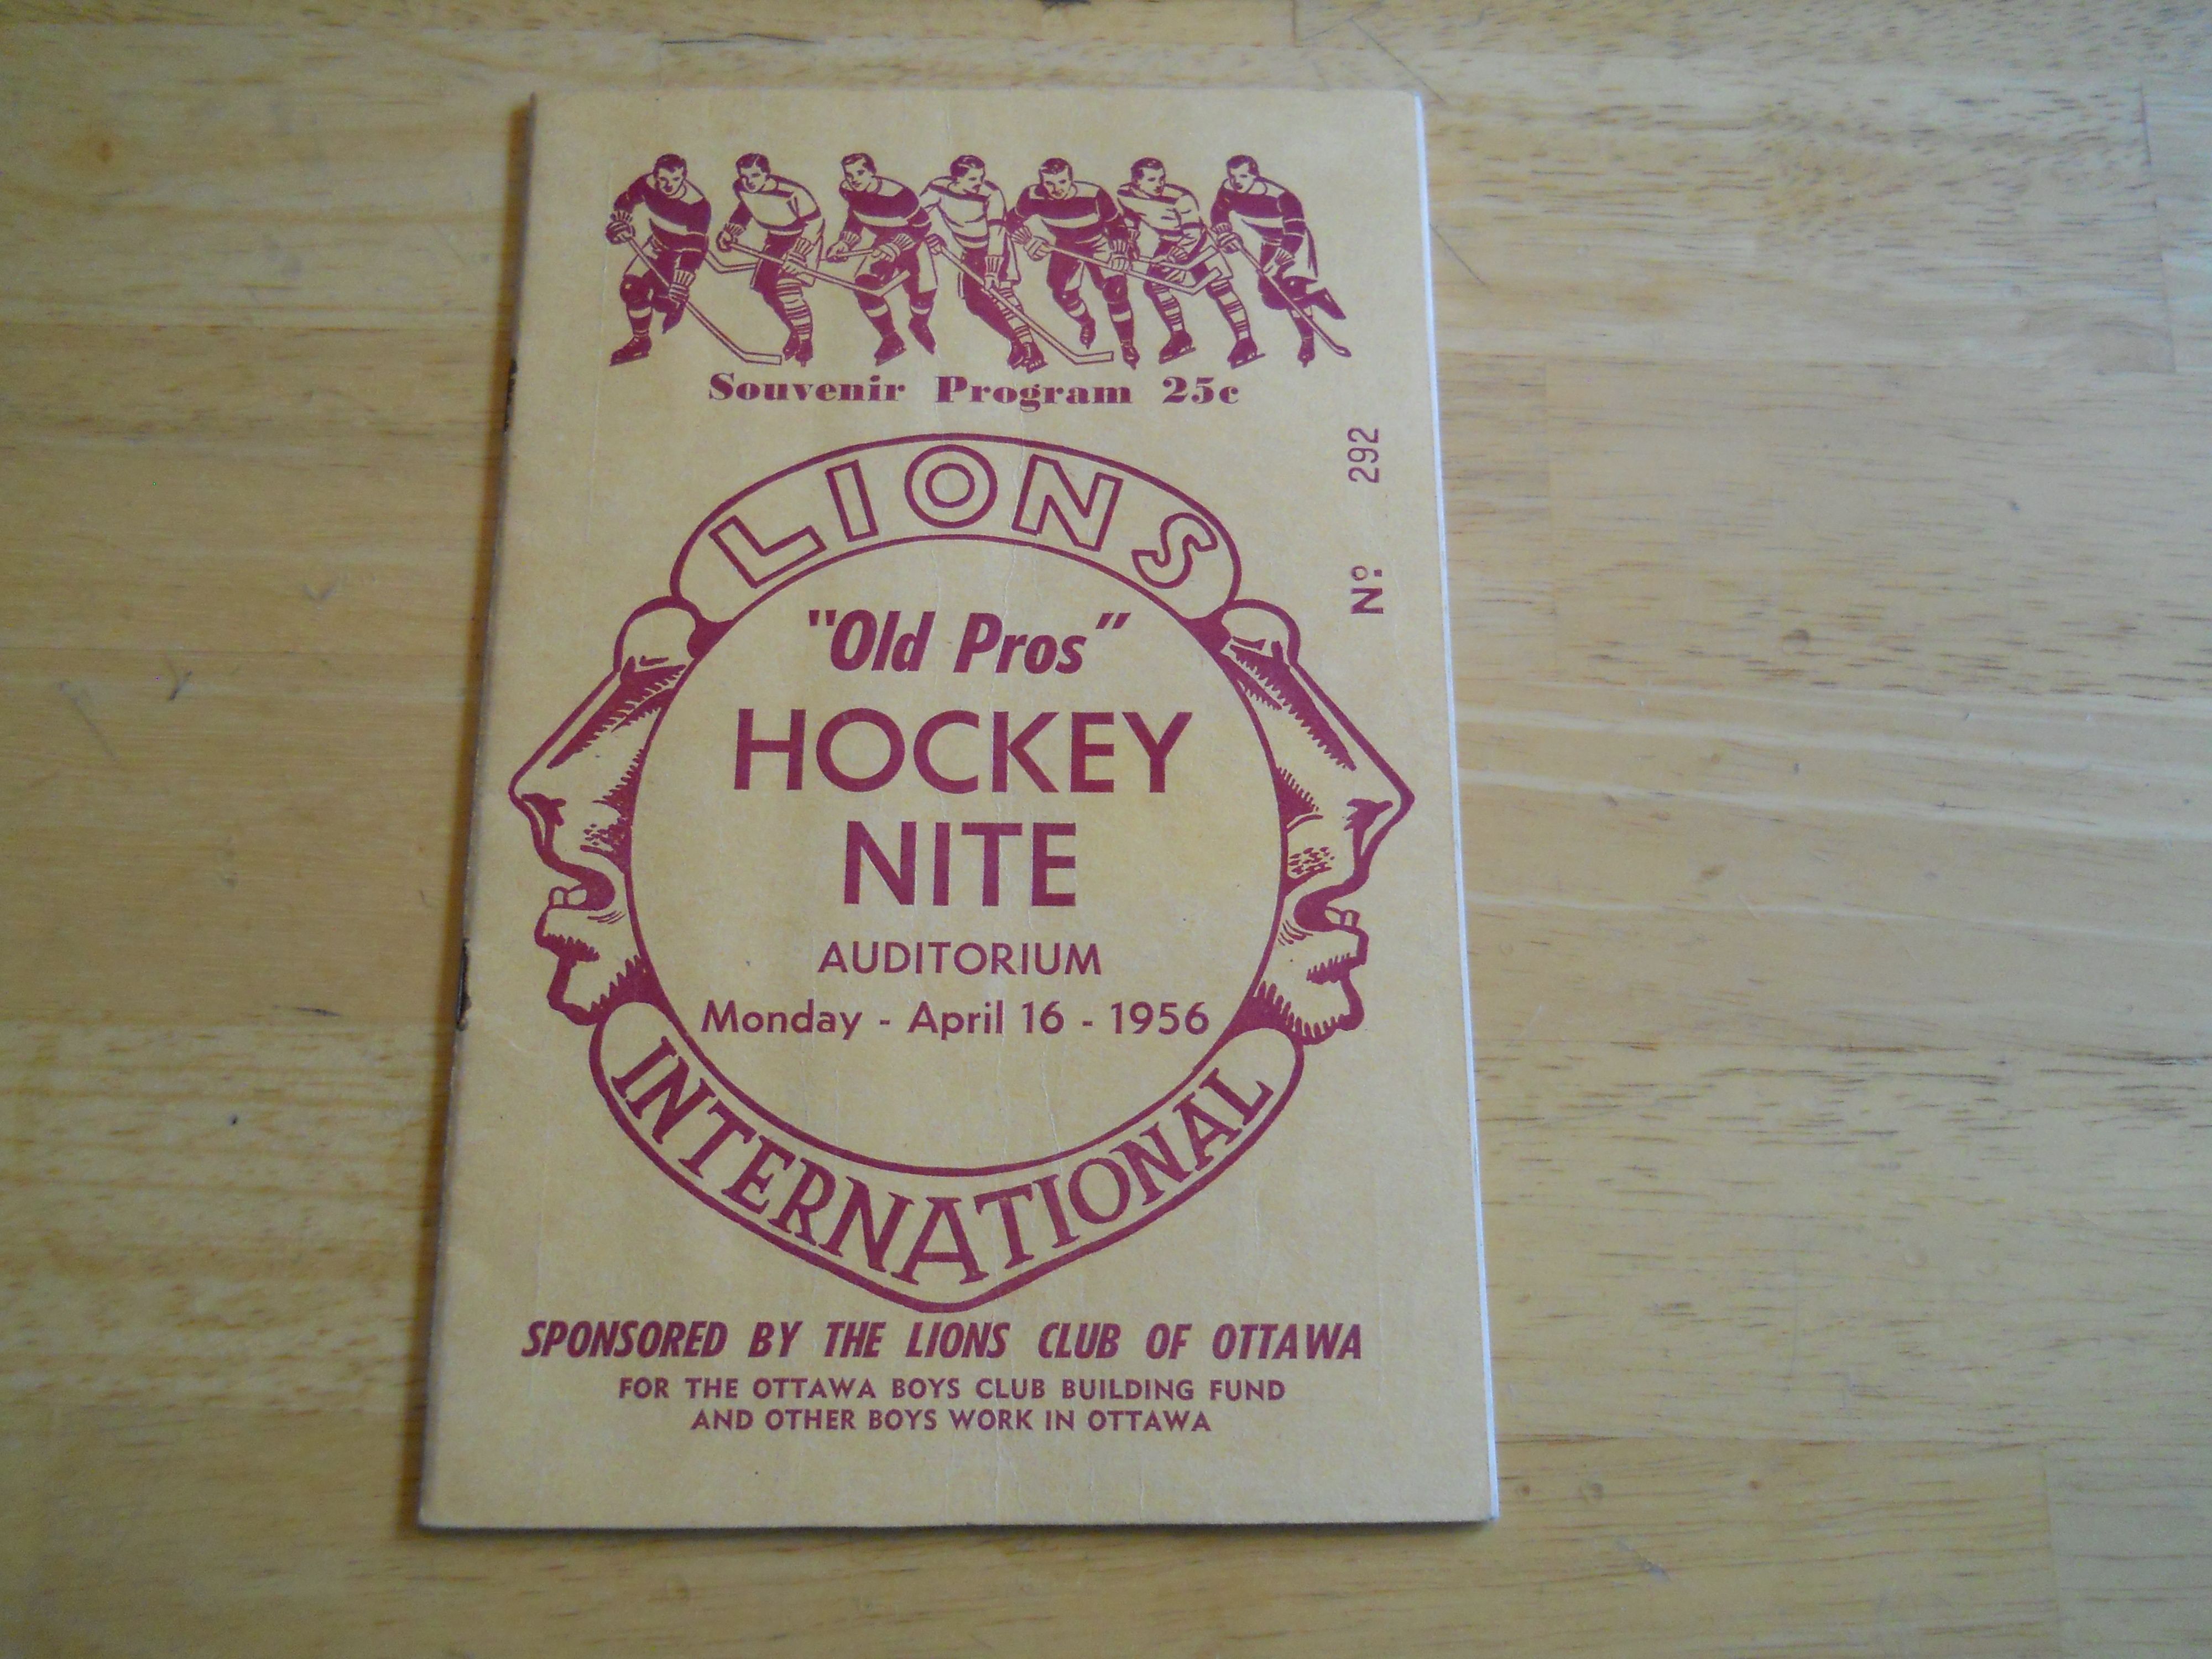 Souvenir Program 25c
Nº. 292
LIONS
"Old Pros"
HOCKEY
NITE
AUDITORIUM
Monday - April 16 - 1956
INTERNATIONAL
SPONSORED BY THE LIONS CLUB OF OTTAWA
FOR THE OTTAWA BOYS CLUB BUILDING FUND
AND OTHER BOYS WORK IN OTTAWA